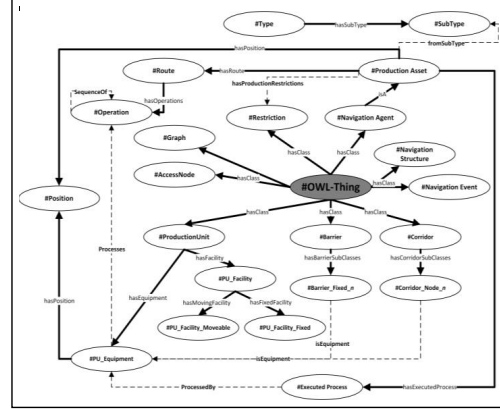 #Type
hasSubType
#SubType
fromSubType
hasPosition
#Route
hasRoute
#Production Asset
hasProductionRestrictions
isA
SequenceOf
hasOperations
#Operation
#Restriction
#Navigation Agent
#Graph
hasClass
hasClass
#Navigation
Structure
#AccessNode
hasClass
hasClass
#OWL-Thing
#Navigation Event
#Position
hasClass
hasClass
hasClass
#ProductionUnit
#Barrier
#Corridor
Processes
hasFacility
hasBarrierSubClasses
hasCorridorSubClasses
#PU_Facility
hasEquipment
#Barrier_Fixed_n
#Corridor_Node_n
hasPosition
hasMovingFacility
hasFixedFacility
#PU_Facility_Moveable
#PU_Facility_Fixed
isEquipment
#PU_Equipment
isEquipment
ProcessedBy
#Executed Process
hasExecutedProcess